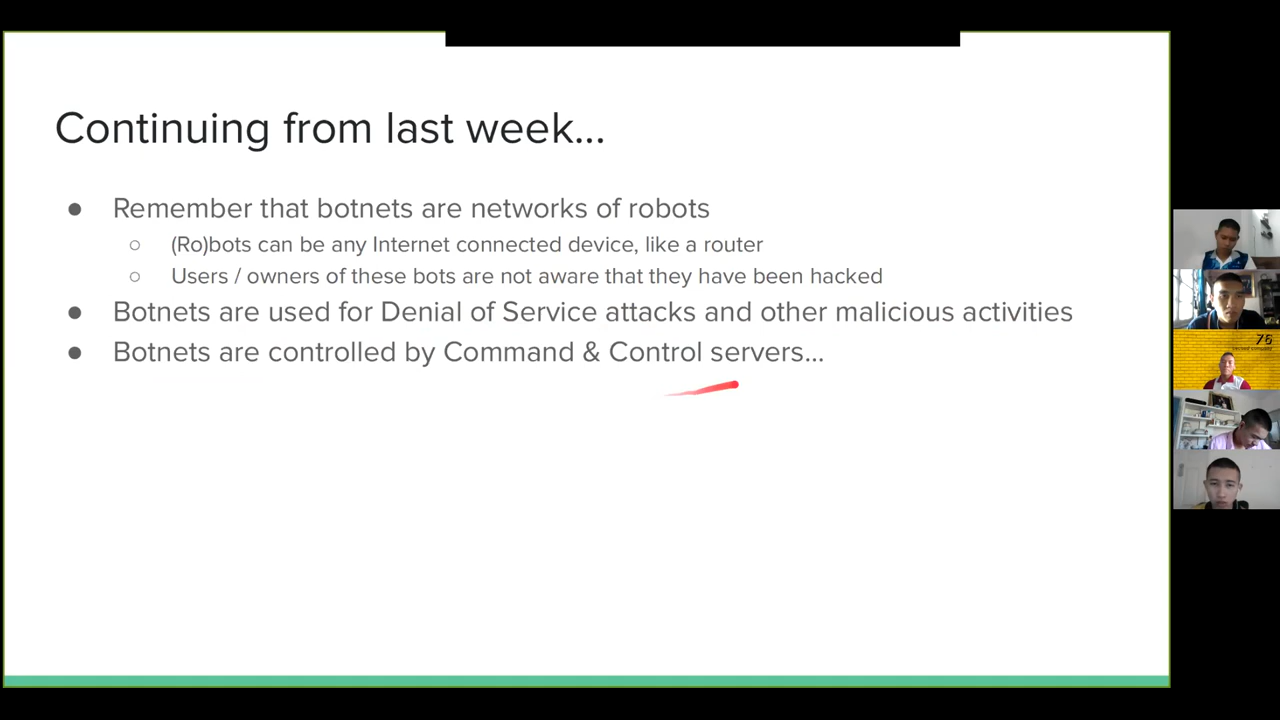 Continuing from last week...
● Remember that botnets are networks of robots
○ (Ro)bots can be any Internet connected device, like a router
○ Users / owners of these bots are not aware that they have been hacked
● Botnets are used for Denial of Service attacks and other malicious activities
● Botnets are controlled by Command & Control servers...
76